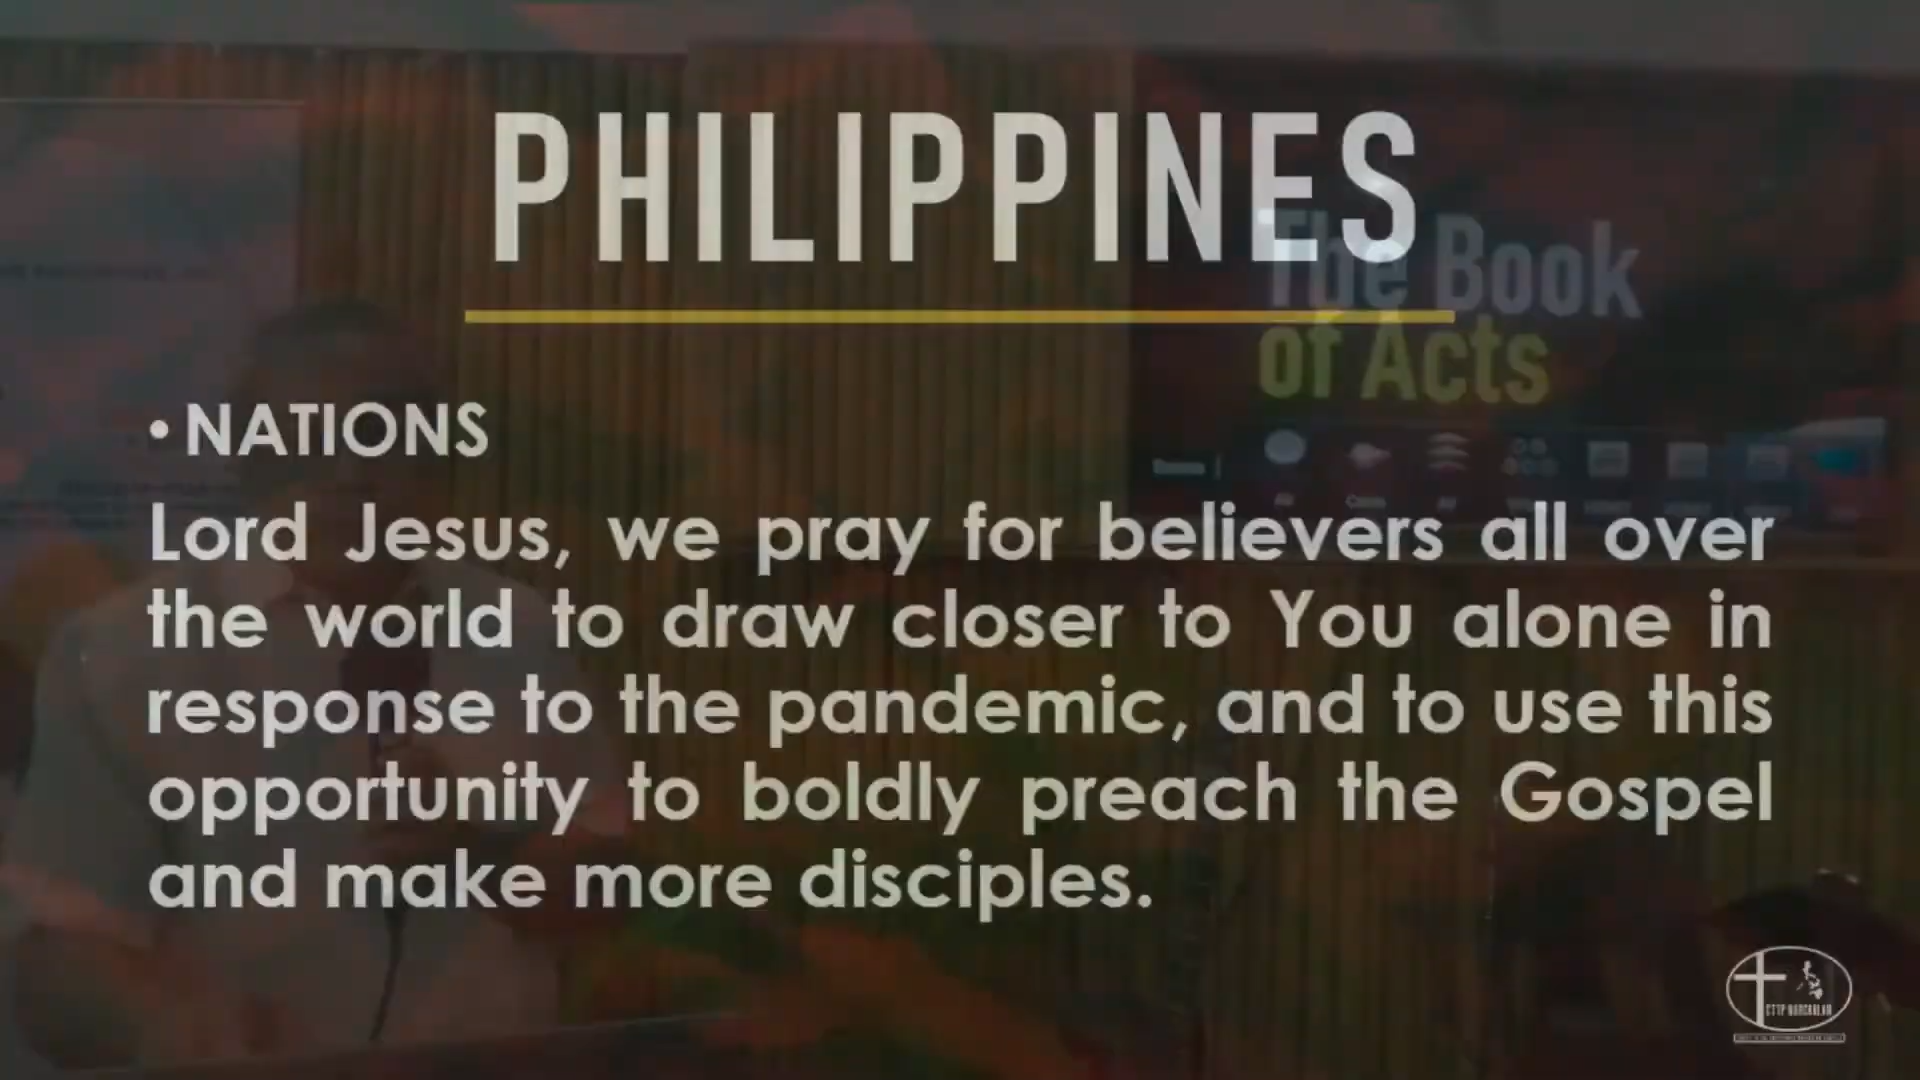 PHILIPPINES
The Book
of Acts
• NATIONS
Lord Jesus, we pray for believers all over
the world to draw closer to You alone in
response to the pandemic, and to use this
opportunity to boldly preach the Gospel
and make more disciples.